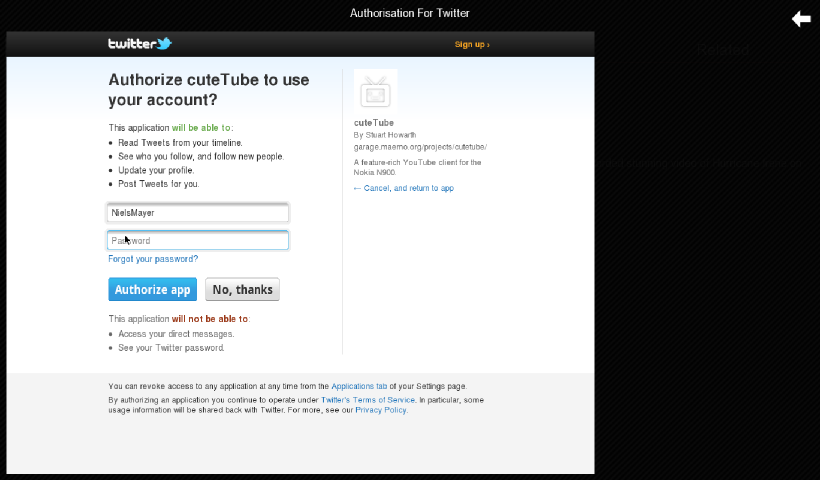 Authorisation For Twitter
twitter
Sign up ›
Authorize cuteTube to use
your account?
This application will be able to:
• Read Tweets from your timeline.
• See who you follow, and follow new people.
• Update your profile.
• Post Tweets for you.
NielsMayer
Password
Forgot your password?
Authorize app
No, thanks
This application will not be able to:
• Access your direct messages.
• See your Twitter password.
cuteTube
By Stuart Howarth
garage.maemo.org/projects/cutetube/
A feature-rich YouTube client for the
Nokia N900.
← Cancel, and return to app
You can revoke access to any application at any time from the Applications tab of your Settings page.
By authorizing an application you continue to operate under Twitter's Terms of Service. In particular, some
usage information will be shared back with Twitter. For more, see our Privacy Policy.